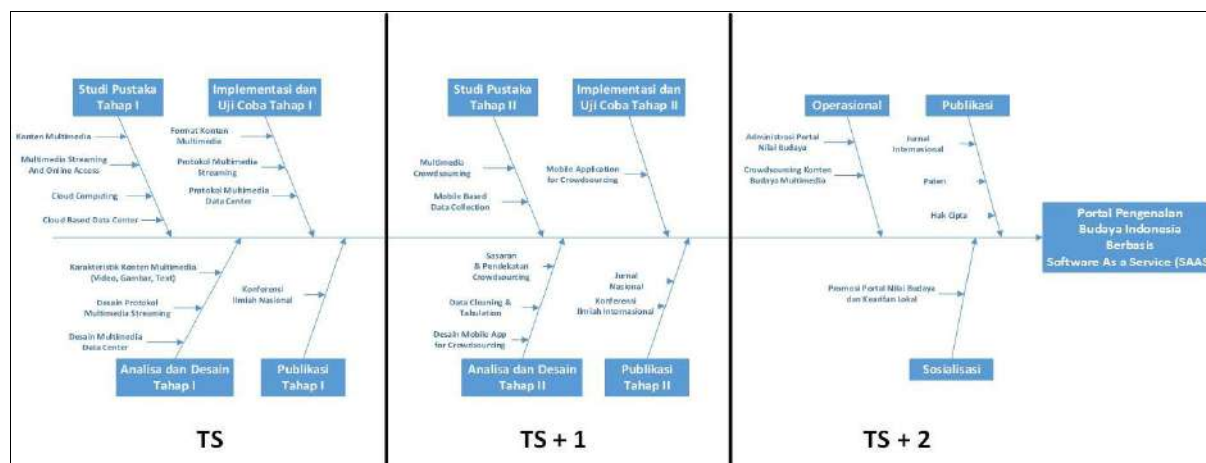 Studi Pustaka
Tahap I
Implementasi dan
Uji Coba Tahap I
Konten Multimedia
Multimedia Streaming
And Online Access
Cloud Computing
Cloud Based Data Center
Format Konten
Multimedia
Protokol Multimedia
Streaming
Protokol Multimedia
Data Center
Karakteristik Konten Multimedia
(Video, Gambar, Text)
Desain Protokol
Multimedia Streaming
Desain Multimedia
Data Center
Konferensi
Ilmiah Nasional
Analisa dan Desain
Tahap I
Publikasi
Tahap I
TS
Studi Pustaka
Tahap II
Implementasi dan
Uji Coba Tahap II
Multimedia
Crowdsourcing
Mobile Based
Data Collection
Mobile Application
for Crowdsourcing
Sasaran
& Pendekatan
Crowdsourcing
Data Cleaning &
Tabulation
Desain Mobile App
for Crowdsourcing
Jurnal
Nasional
Konferensi
Ilmiah Internasional
Analisa dan Desain
Tahap II
Publikasi
Tahap II
TS + 1
Operasional
Publikasi
Administrasi Portal
Nilai Budaya
Crowdsourcing Konten
Budaya Multimedia
Jurnal
Internasional
Paten
Hak Cipta
Portal Pengenalan
Budaya Indonesia
Berbasis
Software As a Service (SAAS
Promosi Portal Nilai Budaya
dan Kearifan Lokal
Sosialisasi
TS + 2